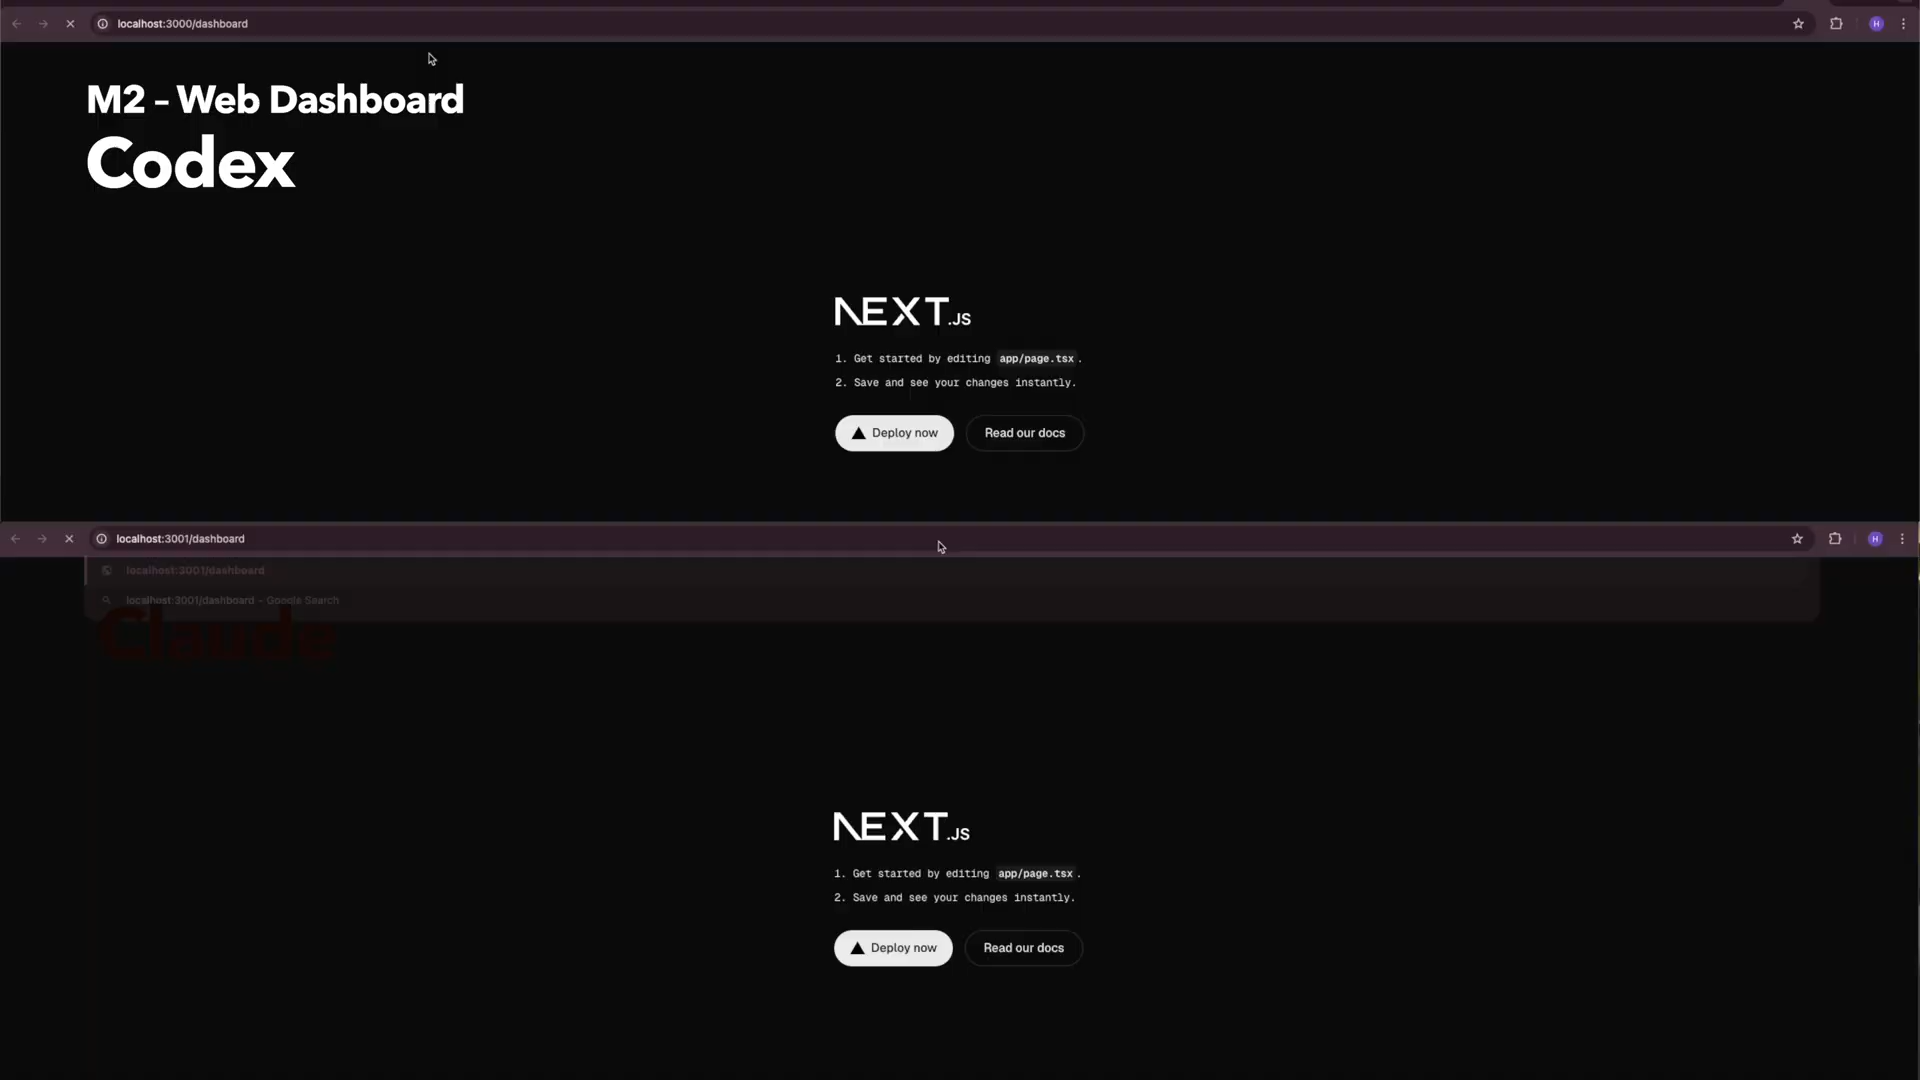 localhost:3000/dashboard
H
M2 – Web Dashboard
Codex
NEXT.JS
1. Get started by editing app/page.tsx.
2. Save and see your changes instantly.
Deploy now
Read our docs
localhost:3001/dashboard
H
localhost:3001/dashboard
localhost:3001/dashboard – Google Search
Claude
NEXT.JS
1. Get started by editing app/page.tsx.
2. Save and see your changes instantly.
Deploy now
Read our docs